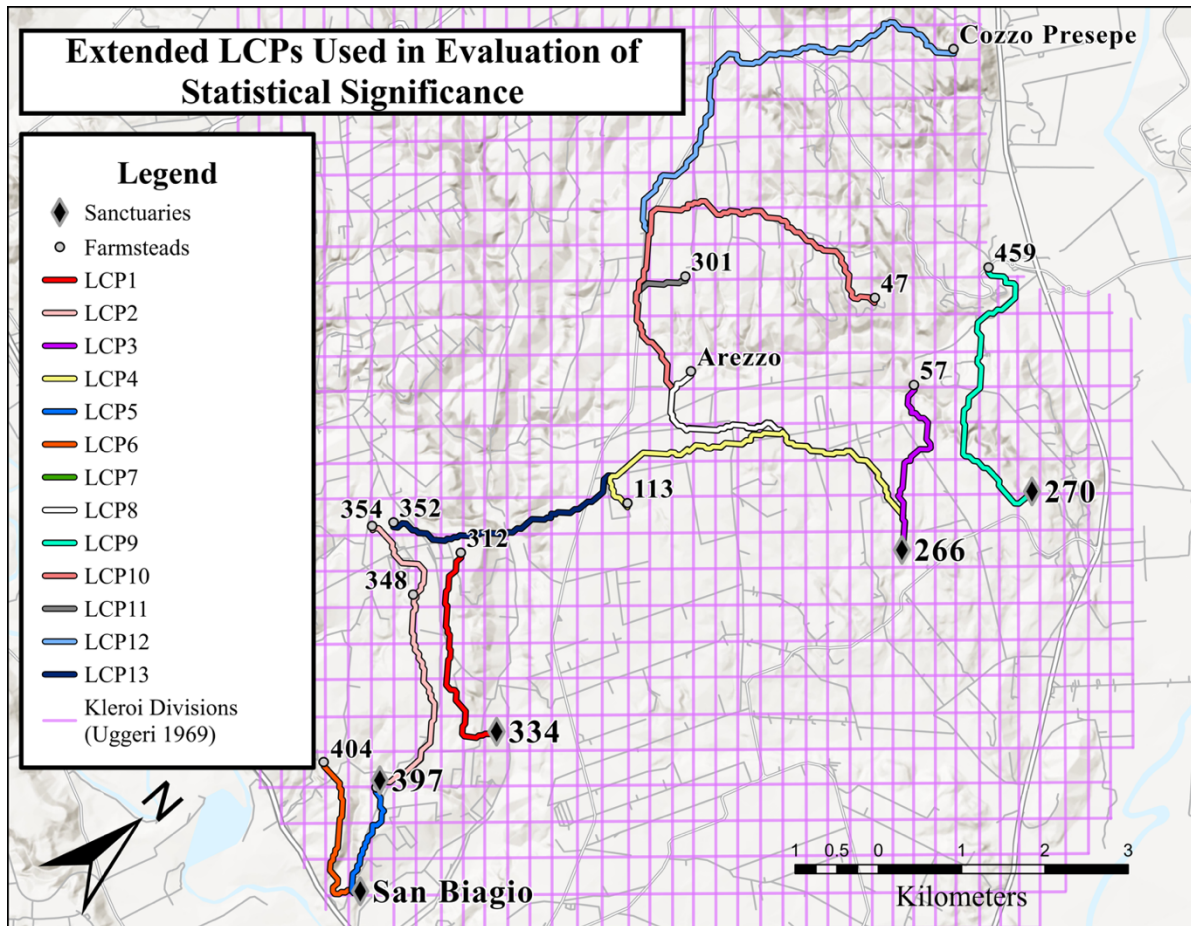 Extended LCPs Used in Evaluation of
Statistical Significance
Legend
Sanctuaries
Farmsteads
LCP1
LCP2
LCP3
LCP4
LCP5
LCP6
LCP7
LCP8
LCP9
LCP10
LCP11
LCP12
LCP13
Kleroi Divisions
(Uggeri 1969)
Cozzo Presepe
301
47
459
Arezzo
57
113
270
354
352
312
266
348
334
404
397
San Biagio
N
1 0.5 0 1 2 3
Kilometers